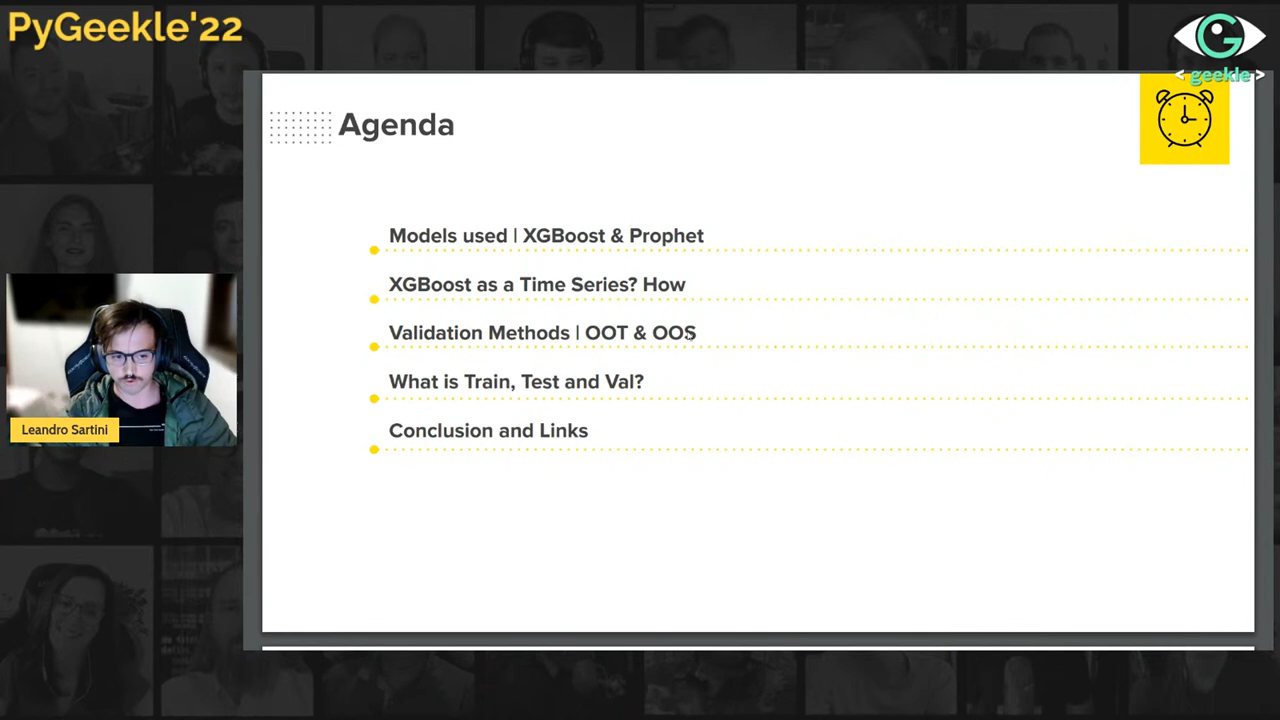 PyGeekle'22
< geekle >
Agenda
Models used | XGBoost & Prophet
XGBoost as a Time Series? How
Validation Methods | OOT & OOS
What is Train, Test and Val?
Conclusion and Links
Leandro Sartini